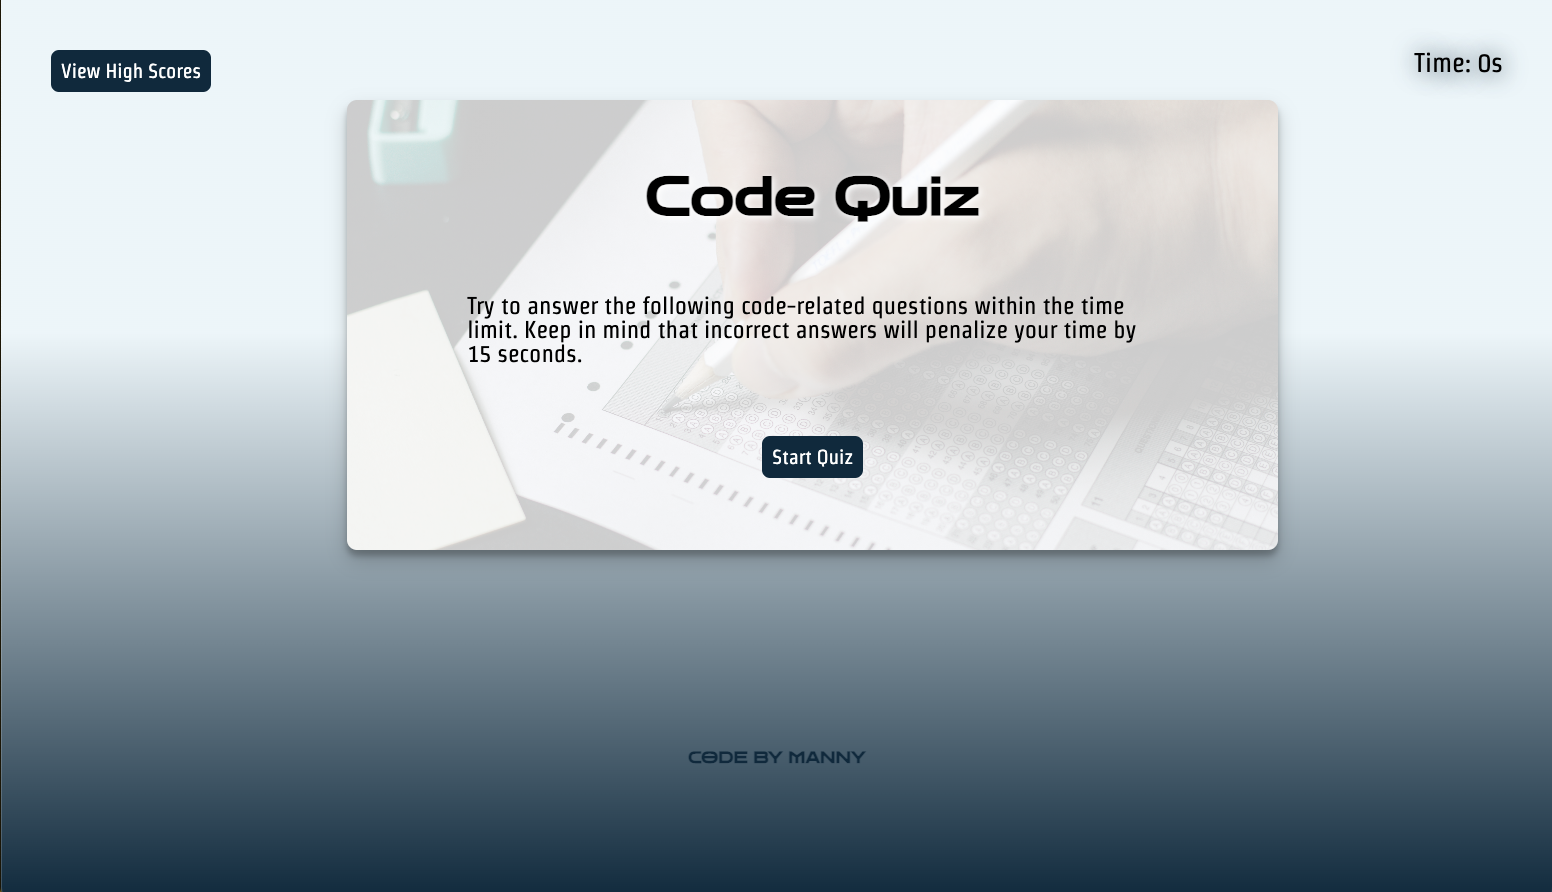 View High Scores
Time: 0s
Code Quiz
Try to answer the following code-related questions within the time
limit. Keep in mind that incorrect answers will penalize your time by
15 seconds.
Start Quiz
CODE BY MANNY